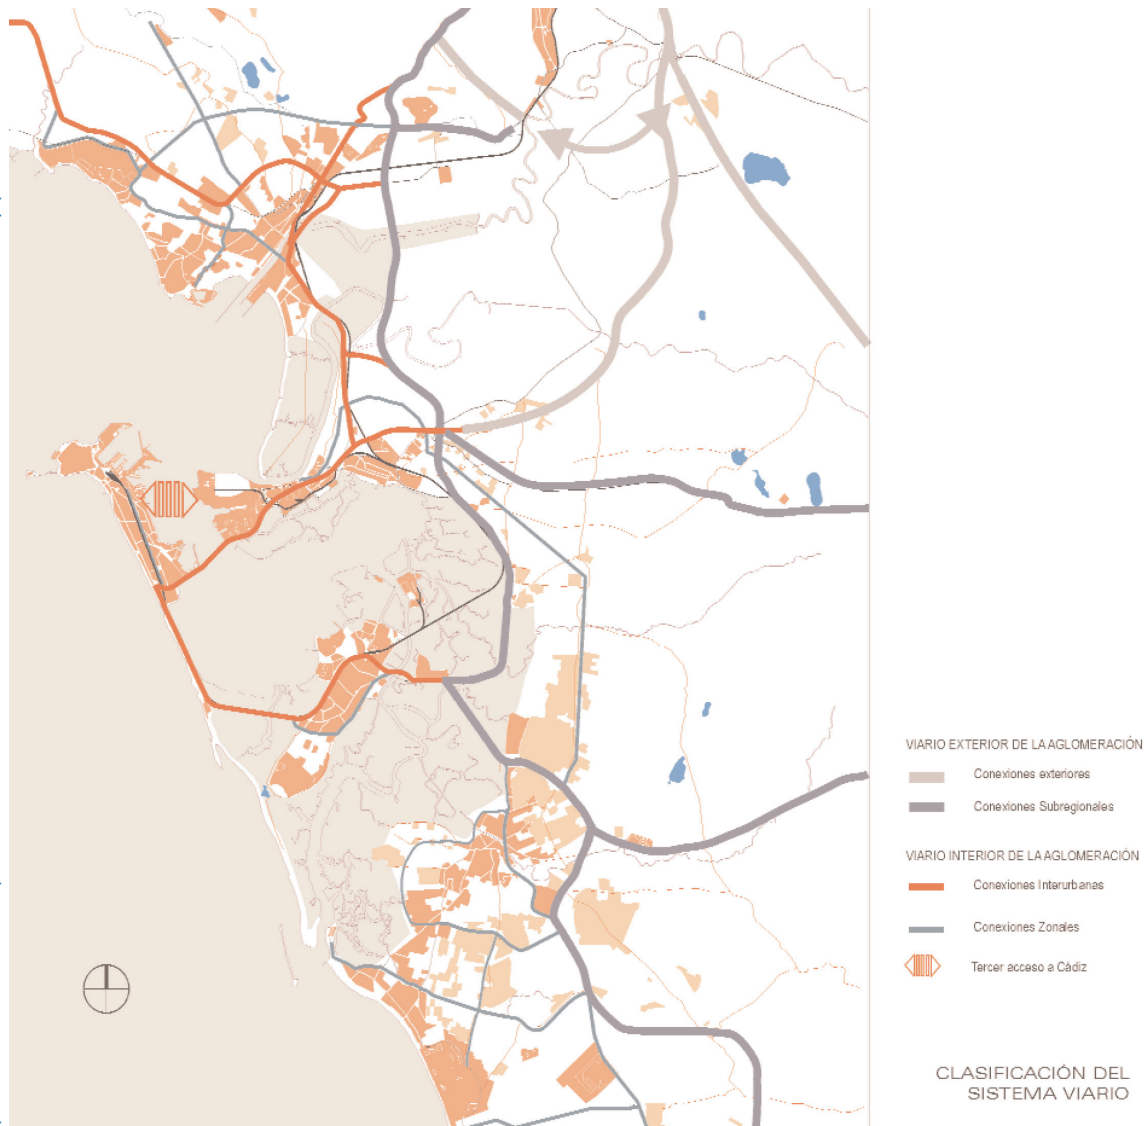 VIARIO EXTERIOR DE LA AGLOMERACIÓN
Conexiones exteriores
Conexiones Subregionales
VIARIO INTERIOR DE LA AGLOMERACIÓN
Conexiones Interurbanas
Conexiones Zonales
Tercer acceso a Cádiz
CLASIFICACIÓN DEL
SISTEMA VIARIO